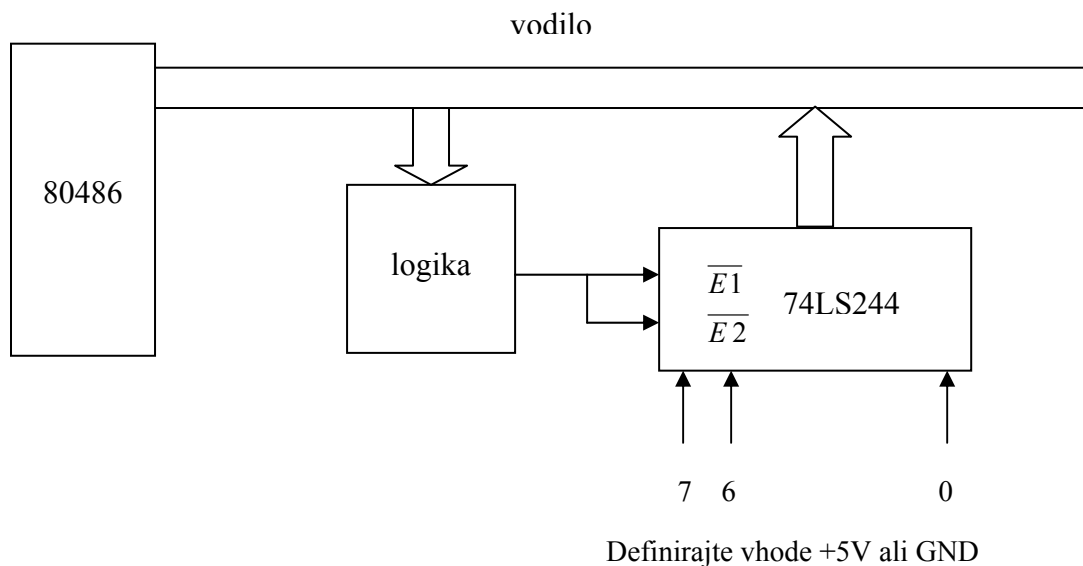 vodilo
80486
logika
E1
E2
74LS244
7 6 0
Definirajte vhode +5V ali GND